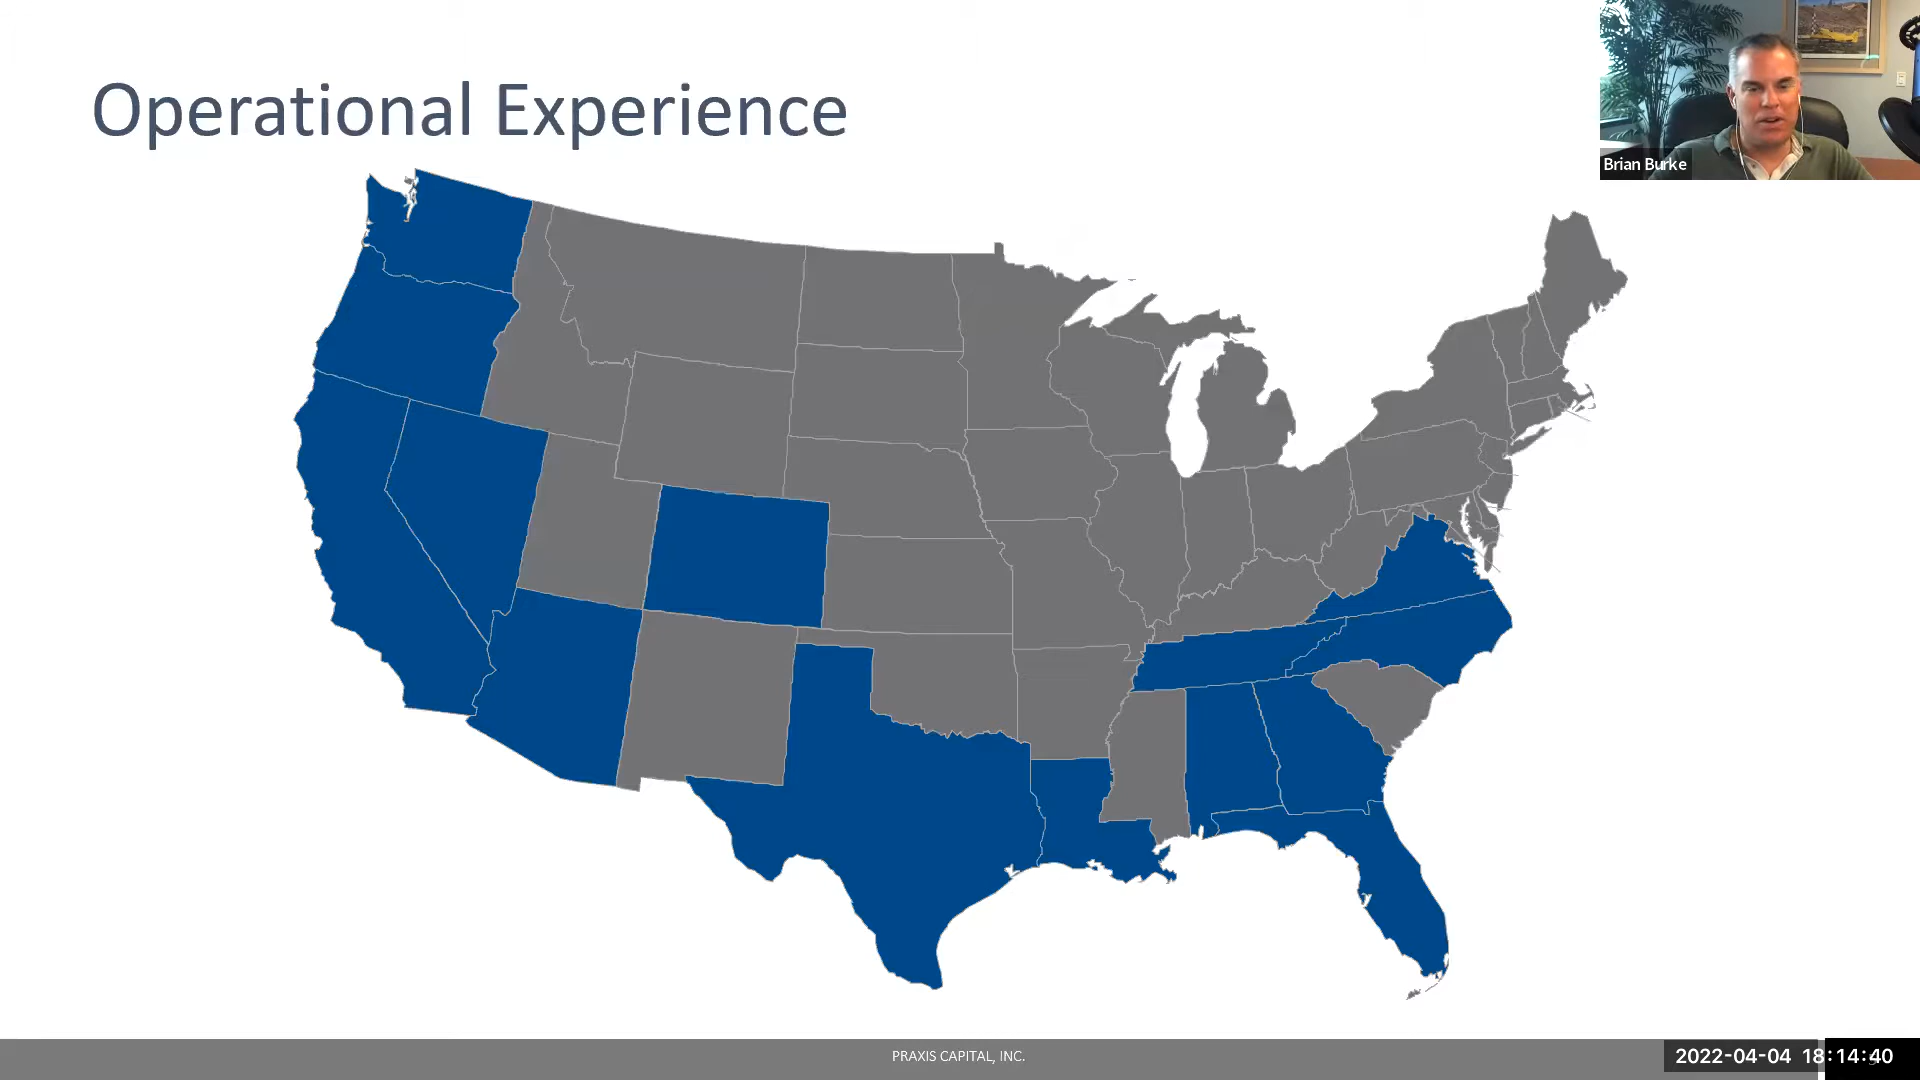 Operational Experience
Brian Burke
PRAXIS CAPITAL, INC.
2022-04-04 18:14:40